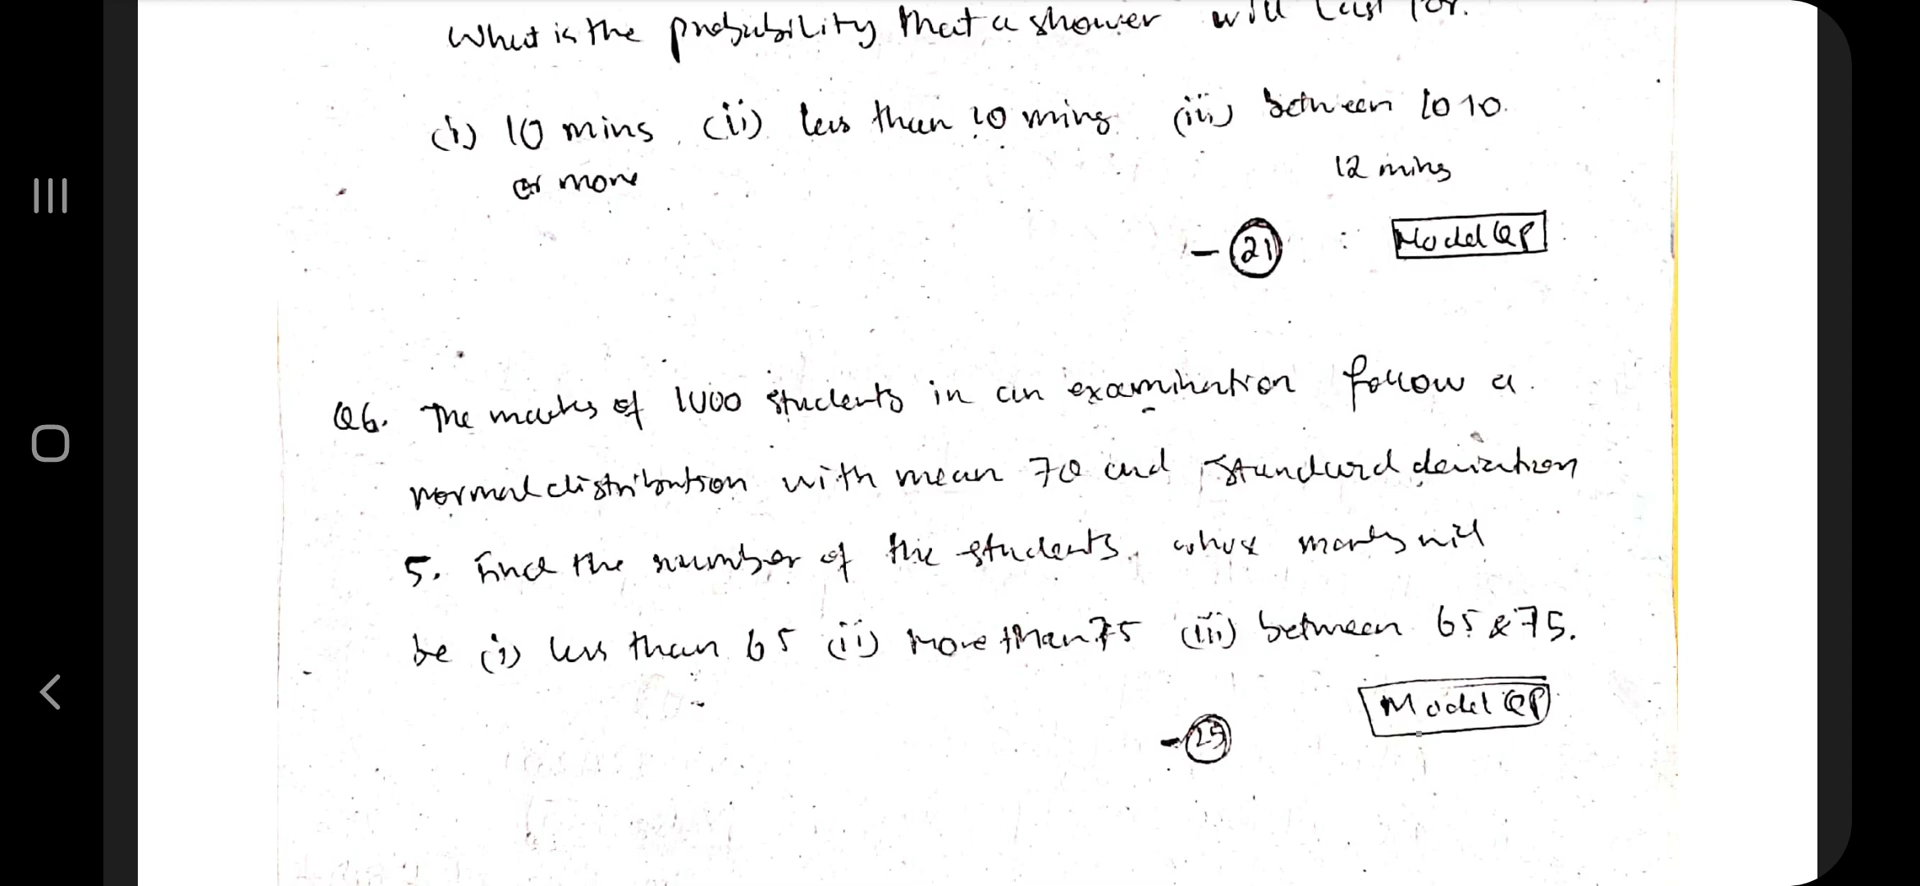 What is the probability that a shower will last for.
(i) 10 mins, (ii) less than 10 mins (iii) between 10 10.
or more 12 mins
- 21 : Model QP
Q6. The marks of 1000 students in an examination follow a.
normal distribution with mean 70 and standard deviation
5. Find the number of the students. whose marks will
be (i) less than 65 (ii) more than 75 (iii) between 65 & 75.
Model QP
- 25